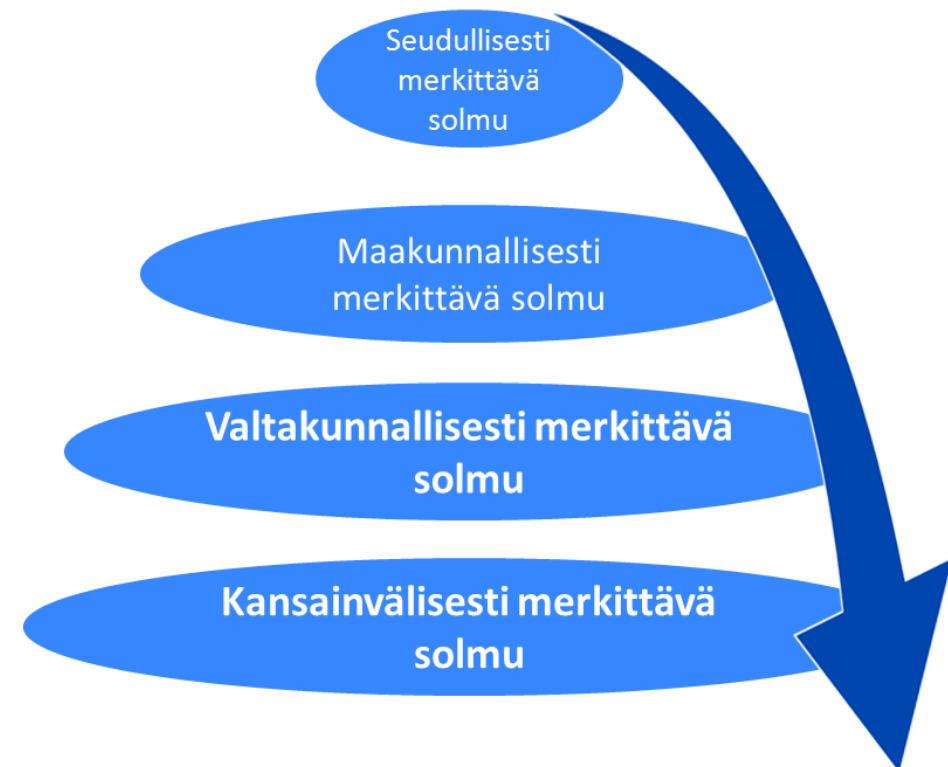 Seudullisesti
merkittävä
solmu
Maakunnallisesti
merkittävä solmu
Valtakunnallisesti merkittävä
solmu
Kansainvälisesti merkittävä
solmu